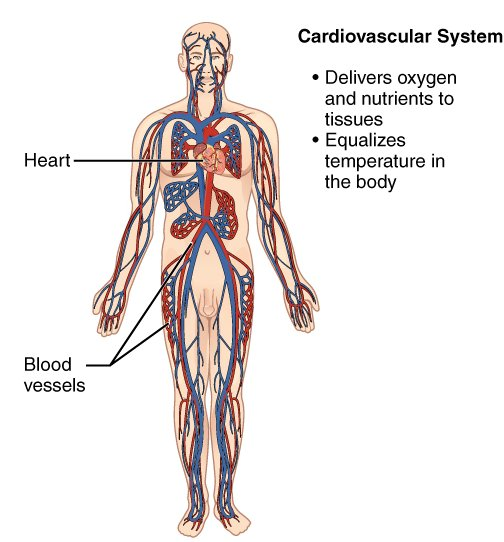 Cardiovascular System
• Delivers oxygen
and nutrients to
tissues
• Equalizes
temperature in
the body
Heart
Blood
vessels